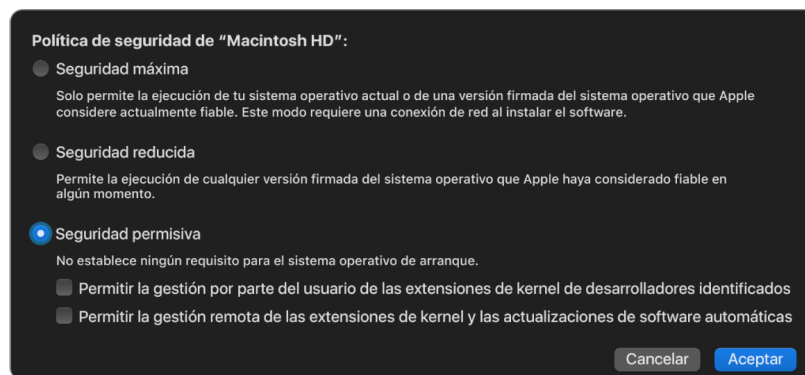 Política de seguridad de “Macintosh HD”:
Seguridad máxima
Solo permite la ejecución de tu sistema operativo actual o de una versión firmada del sistema operativo que Apple
considere actualmente fiable. Este modo requiere una conexión de red al instalar el software.
Seguridad reducida
Permite la ejecución de cualquier versión firmada del sistema operativo que Apple haya considerado fiable en
algún momento.
Seguridad permisiva
No establece ningún requisito para el sistema operativo de arranque.
Permitir la gestión por parte del usuario de las extensiones de kernel de desarrolladores identificados
Permitir la gestión remota de las extensiones de kernel y las actualizaciones de software automáticas
Cancelar Aceptar